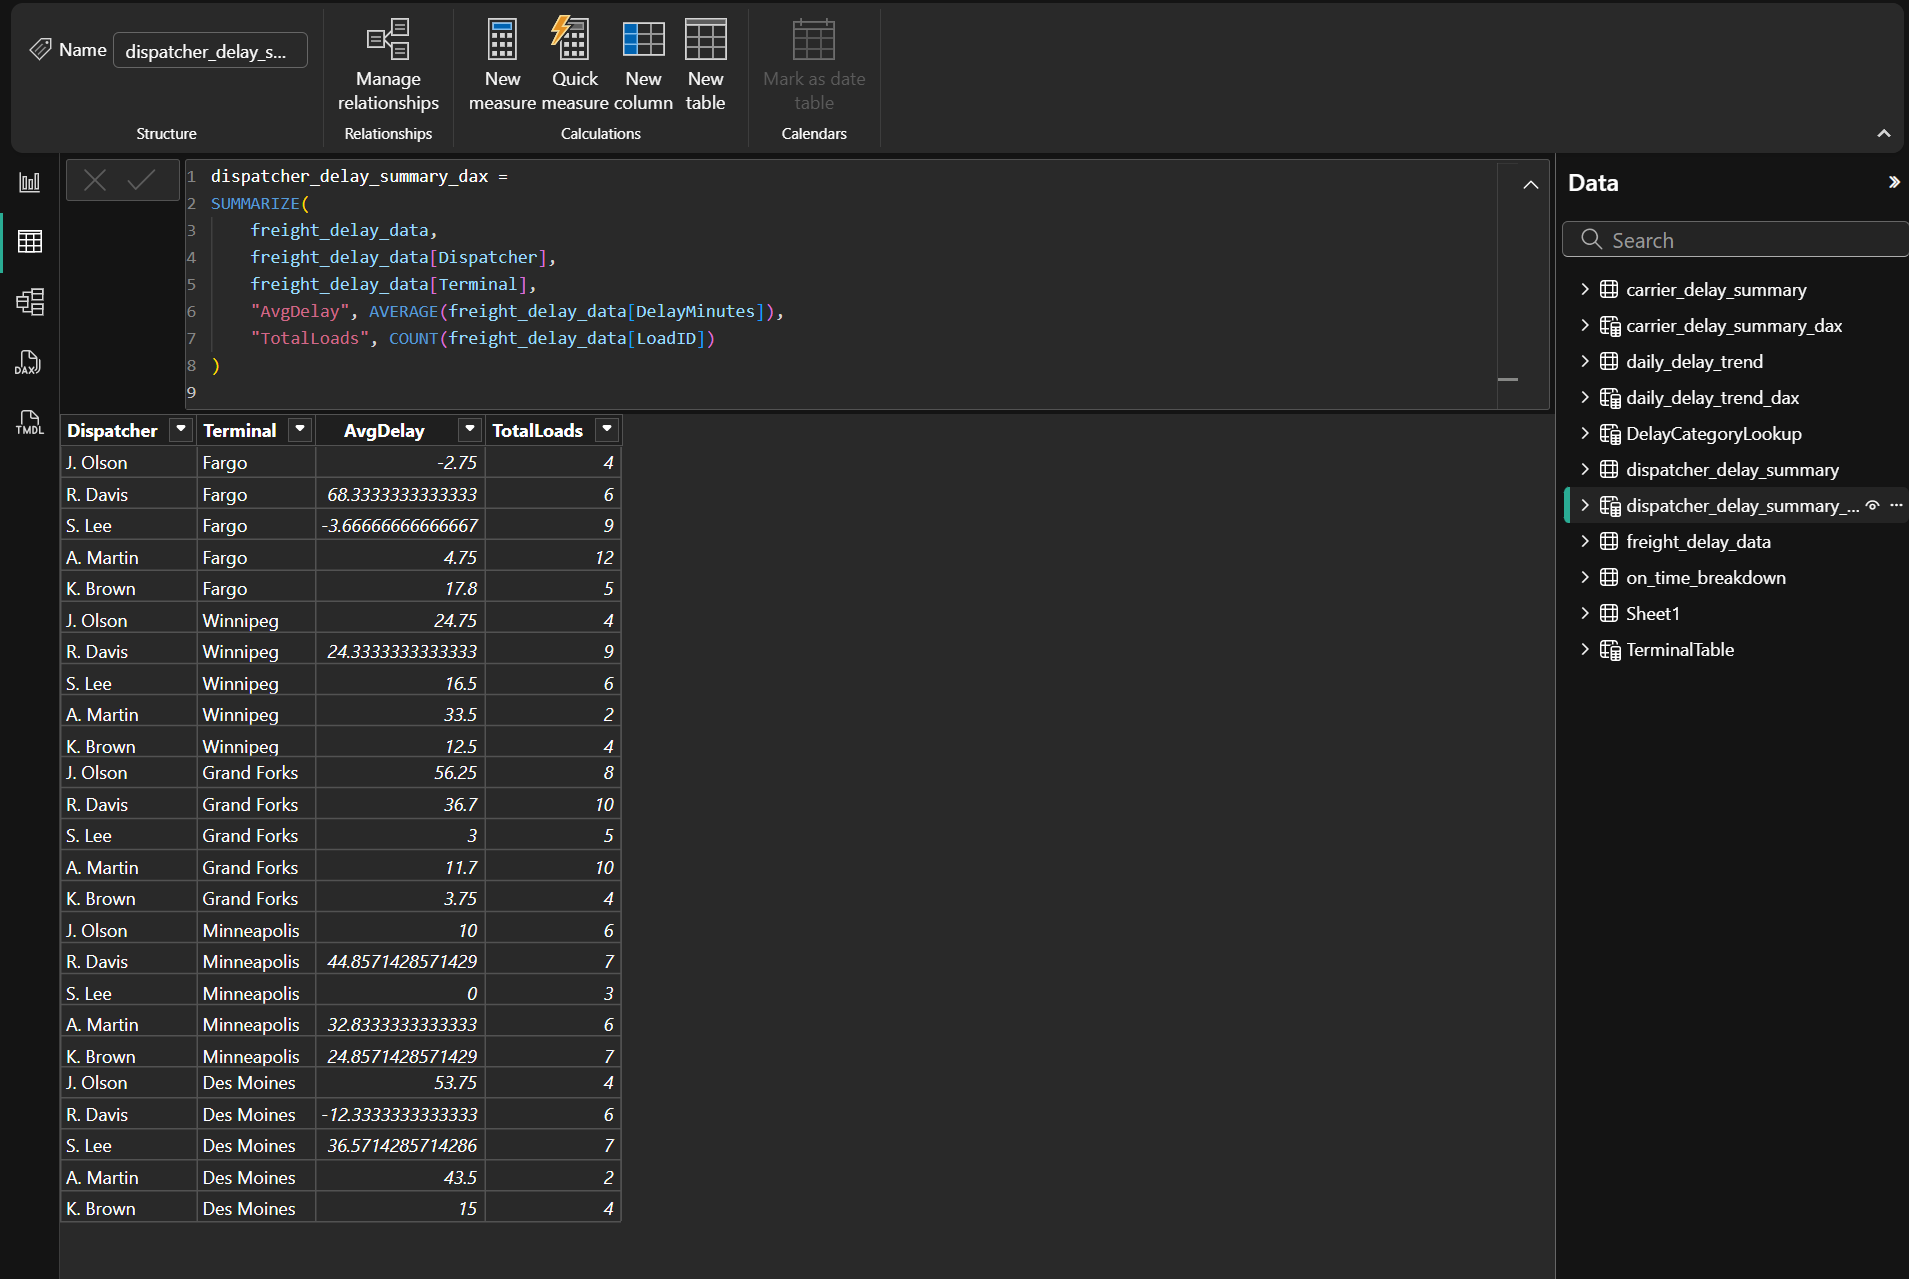 Name dispatcher_delay_s...
Structure
Manage
relationships
Relationships
New
measure
Quick
measure
New
column
New
table
Calculations
Mark as date
table
Calendars
DAX
TMDL
1 dispatcher_delay_summary_dax =
2 SUMMARIZE(
3 freight_delay_data,
4 freight_delay_data[Dispatcher],
5 freight_delay_data[Terminal],
6 "AvgDelay", AVERAGE(freight_delay_data[DelayMinutes]),
7 "TotalLoads", COUNT(freight_delay_data[LoadID])
8 )
9
Dispatcher Terminal AvgDelay TotalLoads
J. Olson Fargo -2.75 4
R. Davis Fargo 68.3333333333333 6
S. Lee Fargo -3.66666666666667 9
A. Martin Fargo 4.75 12
K. Brown Fargo 17.8 5
J. Olson Winnipeg 24.75 4
R. Davis Winnipeg 24.3333333333333 9
S. Lee Winnipeg 16.5 6
A. Martin Winnipeg 33.5 2
K. Brown Winnipeg 12.5 4
J. Olson Grand Forks 56.25 8
R. Davis Grand Forks 36.7 10
S. Lee Grand Forks 3 5
A. Martin Grand Forks 11.7 10
K. Brown Grand Forks 3.75 4
J. Olson Minneapolis 10 6
R. Davis Minneapolis 44.8571428571429 7
S. Lee Minneapolis 0 3
A. Martin Minneapolis 32.8333333333333 6
K. Brown Minneapolis 24.8571428571429 7
J. Olson Des Moines 53.75 4
R. Davis Des Moines -12.3333333333333 6
S. Lee Des Moines 36.5714285714286 7
A. Martin Des Moines 43.5 2
K. Brown Des Moines 15 4
Data
Search
carrier_delay_summary
carrier_delay_summary_dax
daily_delay_trend
daily_delay_trend_dax
DelayCategoryLookup
dispatcher_delay_summary
dispatcher_delay_summary_...
freight_delay_data
on_time_breakdown
Sheet1
TerminalTable